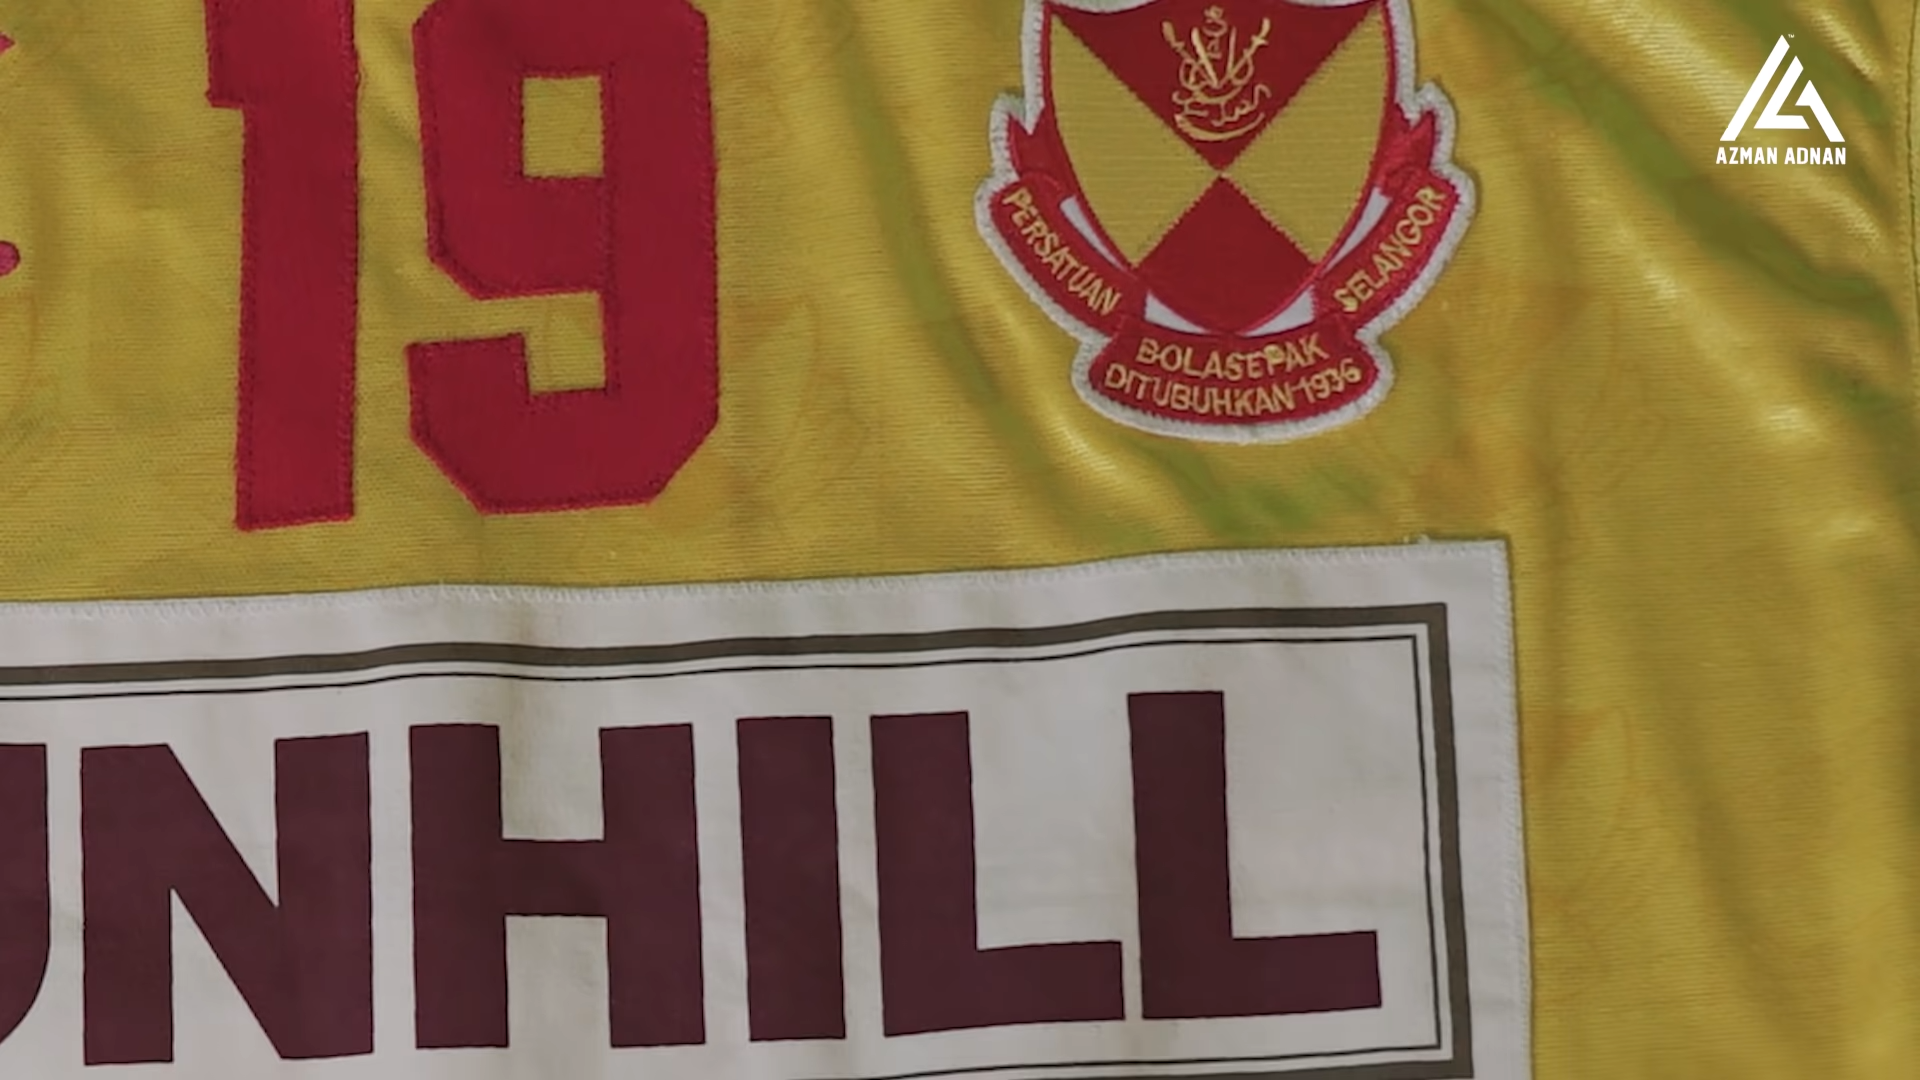 19
PERSATUAN
SELANGOR
BOLASEPAK
DITUBUHKAN 1936
UNHILL
AZMAN ADNAN